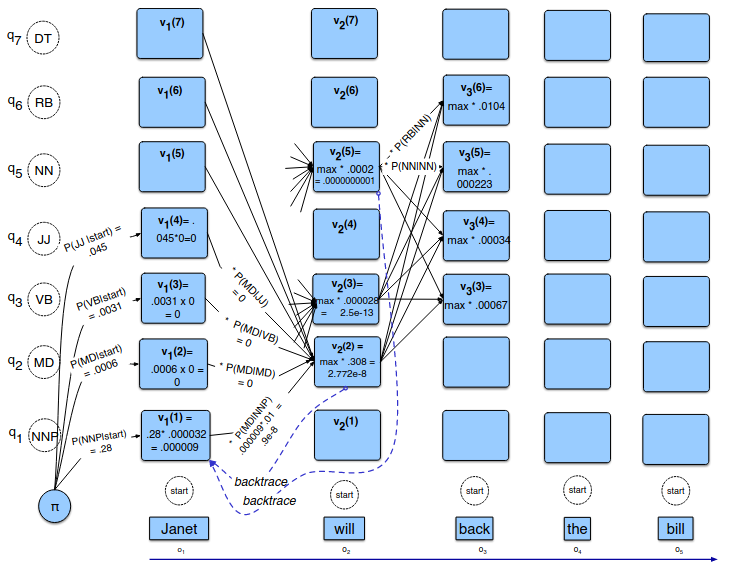 q7 DT
v1(7)
v2(7)
q6 RB
v1(6)
v2(6)
v3(6)=
max * .0104
* P(RB|NN)
q5 NN
v1(5)
v2(5)=
max * .0002
= .0000000001
* P(NN|NN)
v3(5)=
max * .
000223
q4 JJ
P(JJ |start) =
.045
v1(4)= .
045*0=0
* P(MD|JJ)
= 0
v2(4)
v3(4)=
max * .00034
q3 VB
P(VB|start)
= .0031
v1(3)=
.0031 x 0
= 0
* P(MD|VB)
= 0
v2(3)=
max * .000028
= 2.5e-13
v3(3)=
max * .00067
q2 MD
P(MD|start)
= .0006
v1(2)=
.0006 x 0 =
0
* P(MD|MD)
= 0
v2(2) =
max * .308 =
2.772e-8
q1 NNP
P(NNP|start)
= .28
v1(1) =
.28* .000032
= .000009
* P(MD|NNP)
.000009*.01 =
.9e-8
v2(1)
backtrace
backtrace
π
start
start
start
start
start
Janet
will
back
the
bill
o1
o2
o3
o4
o5